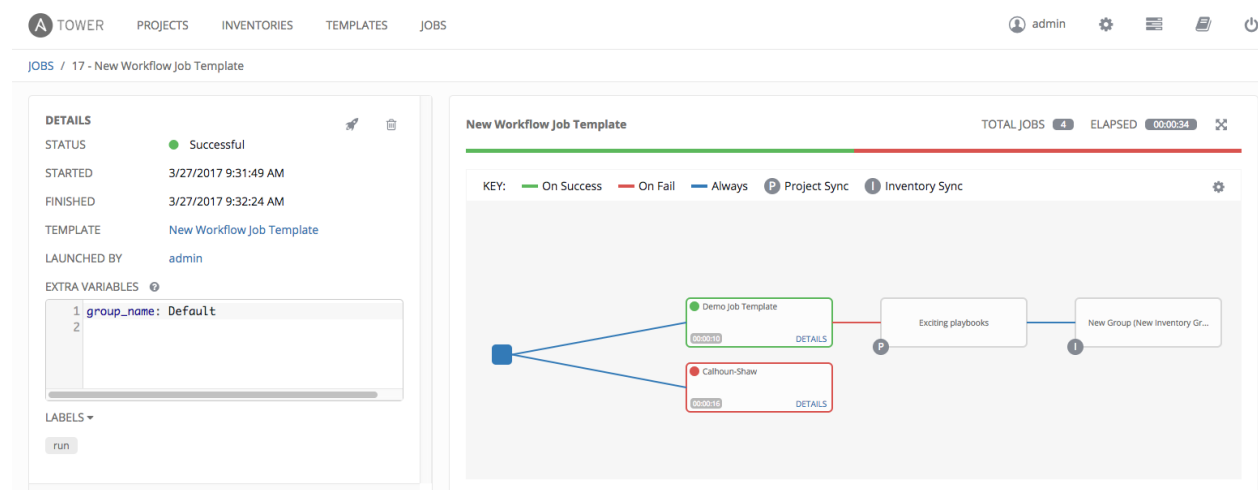 A TOWER PROJECTS INVENTORIES TEMPLATES JOBS admin
JOBS / 17 - New Workflow Job Template
DETAILS
STATUS Successful
STARTED 3/27/2017 9:31:49 AM
FINISHED 3/27/2017 9:32:24 AM
TEMPLATE New Workflow Job Template
LAUNCHED BY admin
EXTRA VARIABLES ?
1 group_name: Default
2
LABELS
run
New Workflow Job Template TOTAL JOBS 4 ELAPSED 00:00:34
KEY: On Success On Fail Always P Project Sync I Inventory Sync
Demo Job Template
00:00:10 DETAILS
Calhoun-Shaw
00:00:16 DETAILS
Exciting playbooks
P
New Group (New Inventory Gr...
I